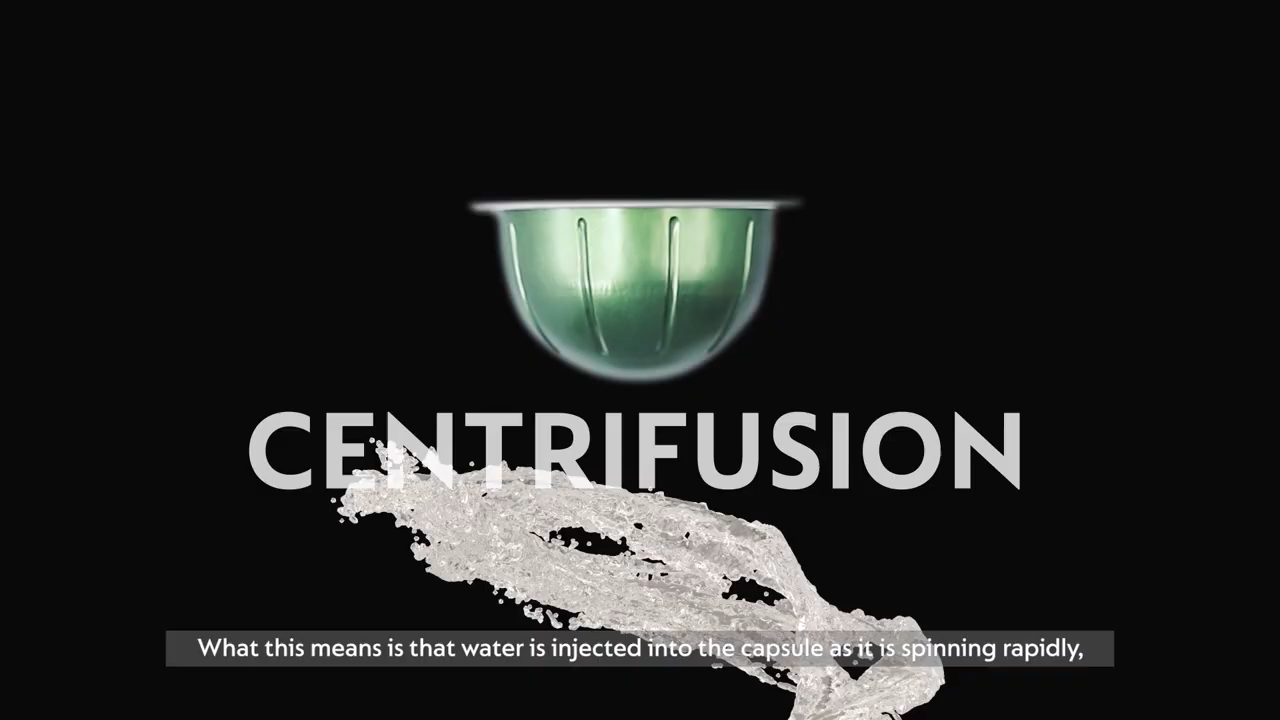 CENTRIFUSION
What this means is that water is injected into the capsule as it is spinning rapidly,